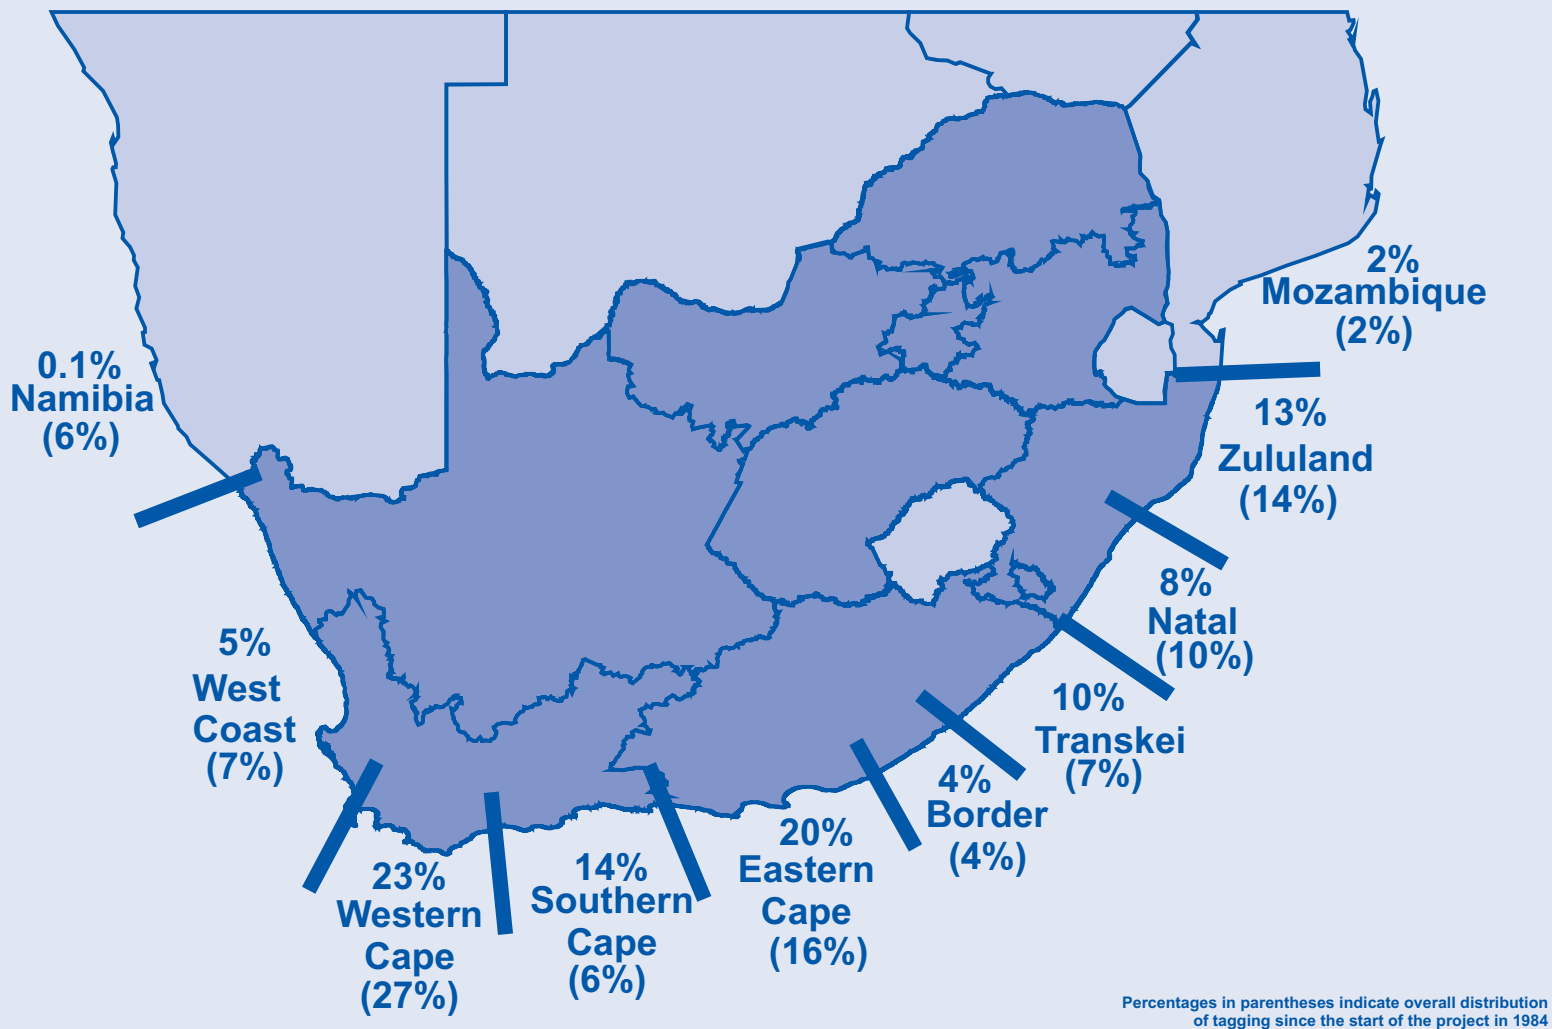 2%
Mozambique
(2%)
0.1%
Namibia
(6%)
13%
Zululand
(14%)
8%
Natal
(10%)
5%
West
Coast
(7%)
10%
Transkei
(7%)
4%
Border
(4%)
20%
Eastern
Cape
(16%)
14%
Southern
Cape
(6%)
23%
Western
Cape
(27%)
Percentages in parentheses indicate overall distribution
of tagging since the start of the project in 1984